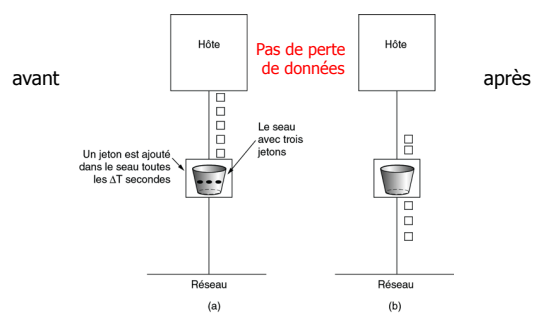 avant
Hôte
Pas de perte
de données
Hôte
après
Un jeton est ajouté
dans le seau toutes
les ΔT secondes
Le seau
avec trois
jetons
Réseau
Réseau
(a)
(b)